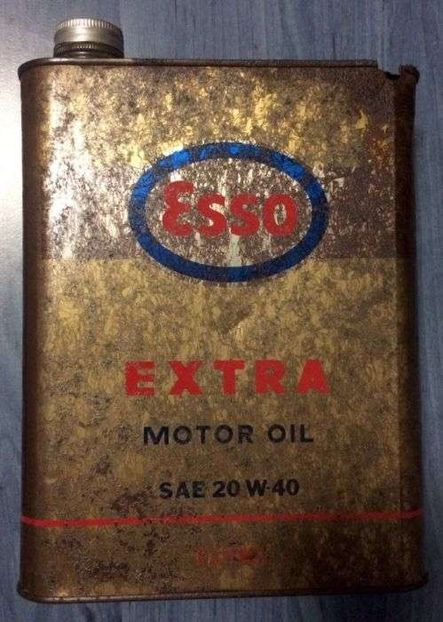 Esso
EXTRA
MOTOR OIL
SAE 20 W-40